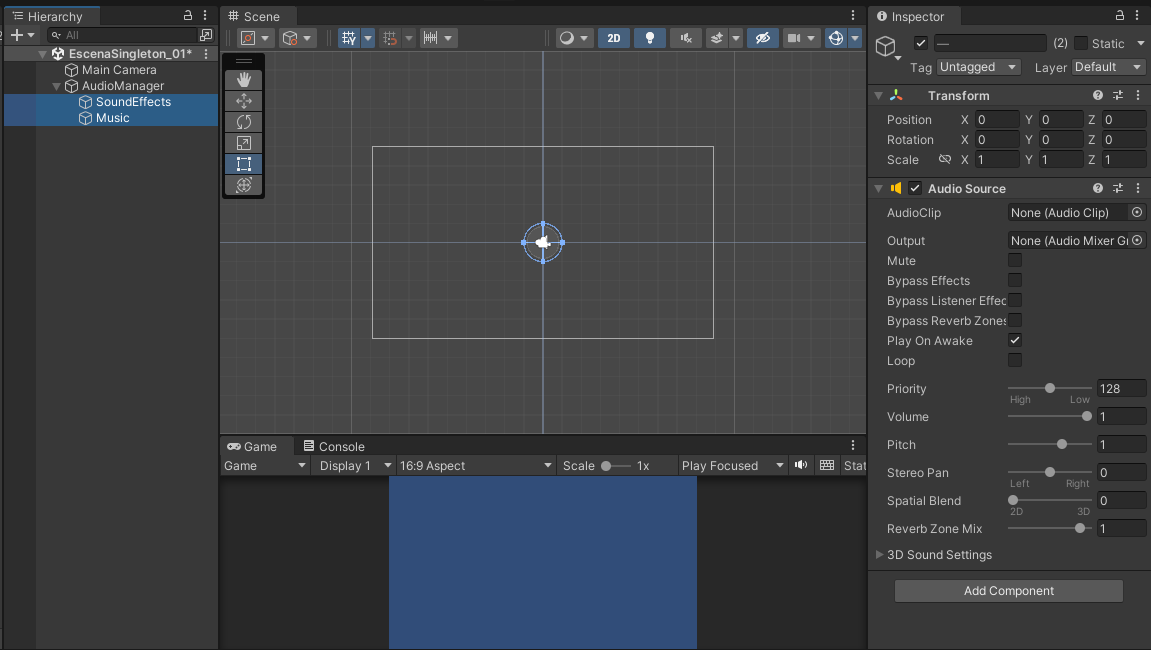 Hierarchy
All
EscenaSingleton_01*
Main Camera
AudioManager
SoundEffects
Music
Scene
2D
Game
Console
Game
Display 1
16:9 Aspect
Scale
1x
Play Focused
Stat
Inspector
—
(2)
Static
Tag
Untagged
Layer
Default
Transform
Position X 0 Y 0 Z 0
Rotation X 0 Y 0 Z 0
Scale X 1 Y 1 Z 1
Audio Source
AudioClip None (Audio Clip)
Output None (Audio Mixer Gr
Mute
Bypass Effects
Bypass Listener Effec
Bypass Reverb Zones
Play On Awake
Loop
Priority 128
High Low
Volume 1
Pitch 1
Stereo Pan 0
Left Right
Spatial Blend 0
2D 3D
Reverb Zone Mix 1
3D Sound Settings
Add Component